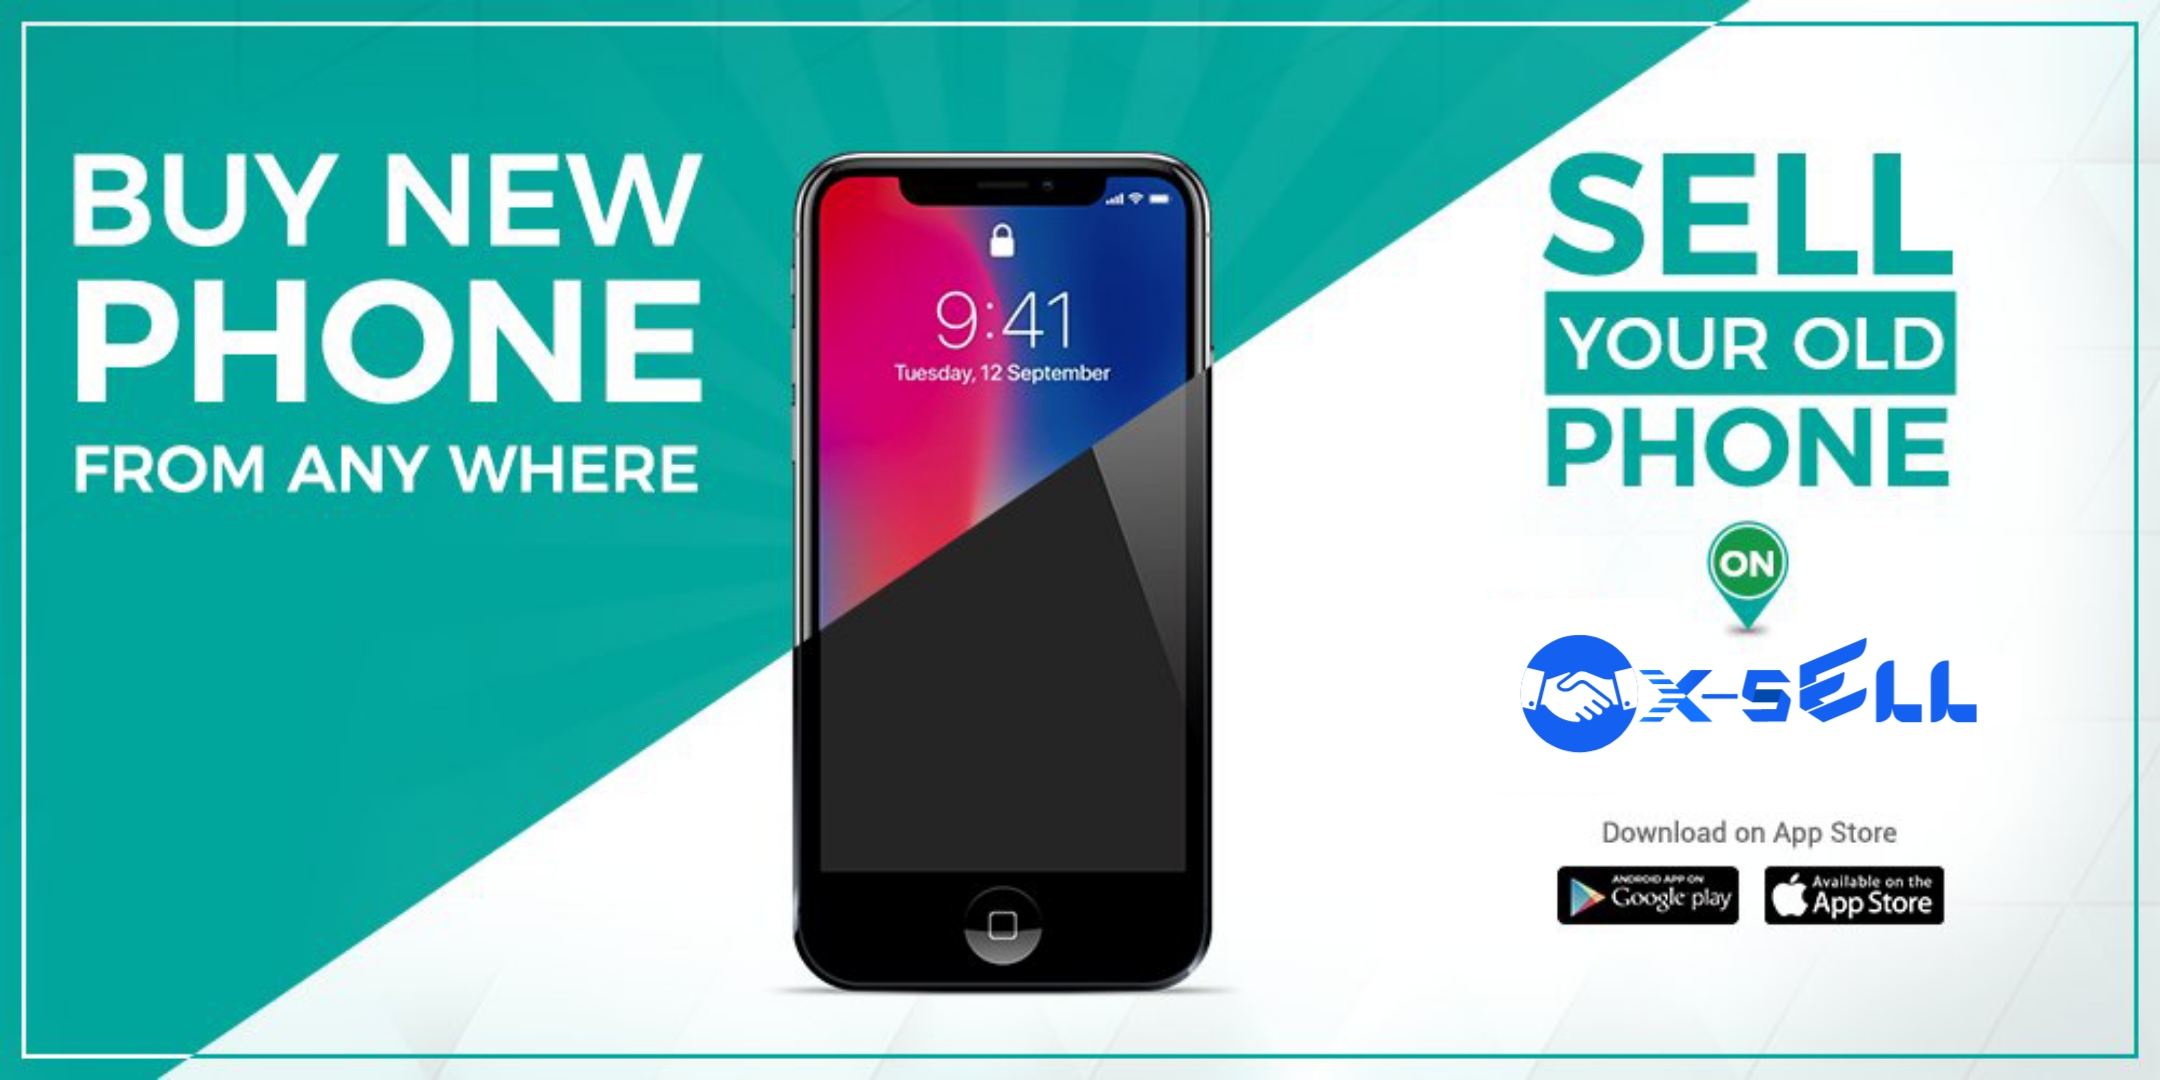 BUY NEW
PHONE
FROM ANY WHERE
9:41
Tuesday, 12 September
SELL
YOUR OLD
PHONE
ON
X-SELL
Download on App Store
ANDROID APP ON
Google play
Available on the
App Store